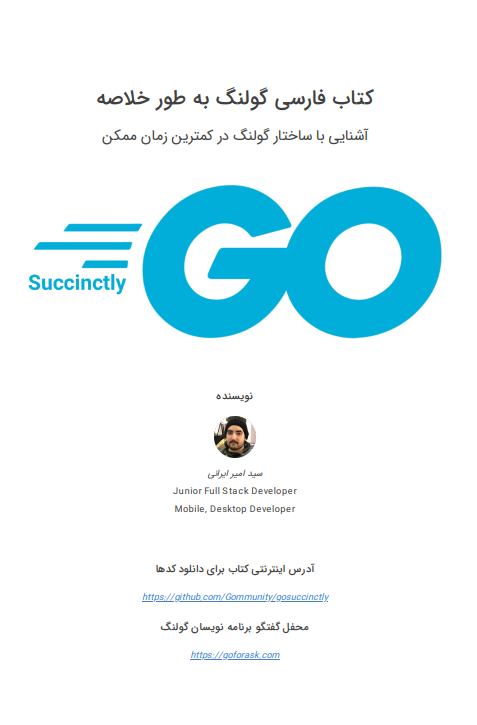 کتاب فارسی گولنگ به طور خلاصه
آشنایی با ساختار گولنگ در کمترین زمان ممکن
GO
Succinctly
نویسنده
سید امیر ایرانی
Junior Full Stack Developer
Mobile, Desktop Developer
آدرس اینترنتی کتاب برای دانلود کدها
https://github.com/Gommunity/gosuccinctly
محفل گفتگو برنامه نویسان گولنگ
https://goforask.com